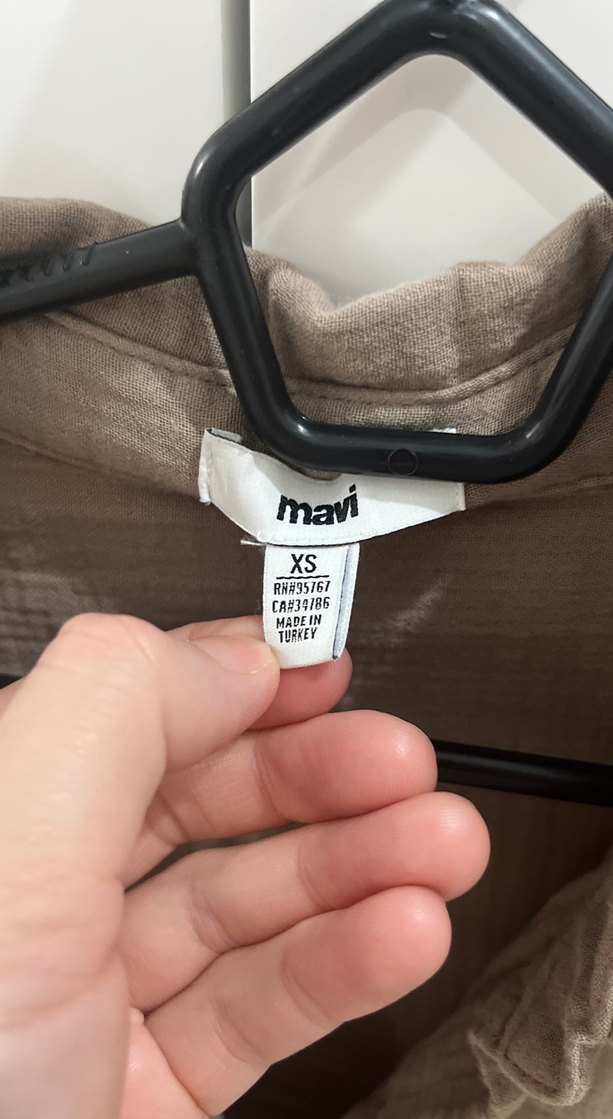 mavi
XS
RN#95767
CA#34786
MADE IN
TURKEY